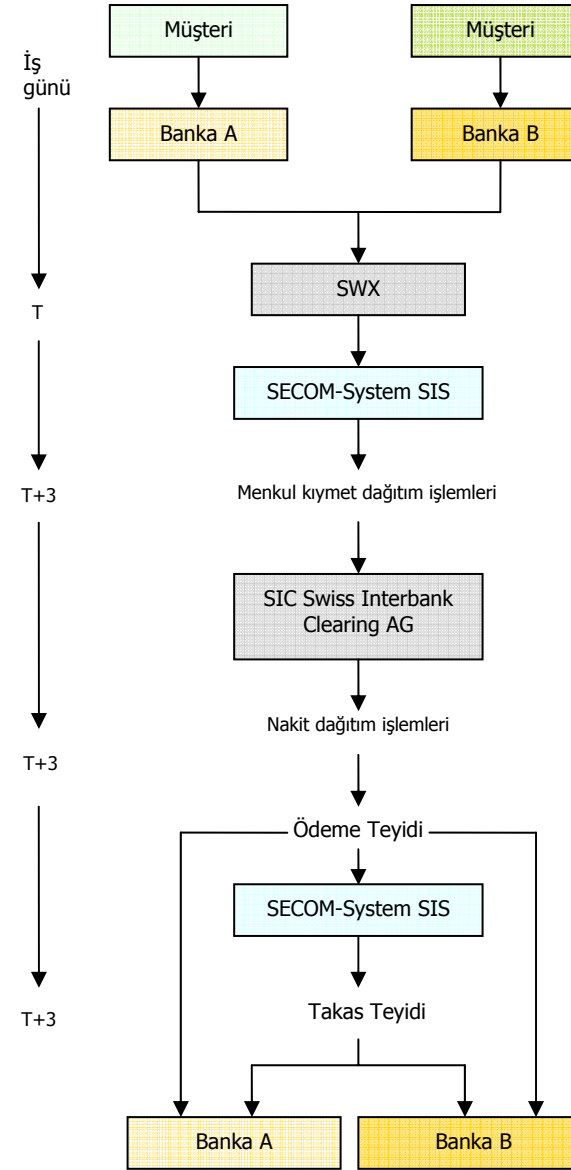 Müşteri
Müşteri
İş
günü
Banka A
Banka B
SWX
T
SECOM-System SIS
T+3
Menkul kıymet dağıtım işlemleri
SIC Swiss Interbank
Clearing AG
Nakit dağıtım işlemleri
T+3
Ödeme Teyidi
SECOM-System SIS
Takas Teyidi
T+3
Banka A
Banka B